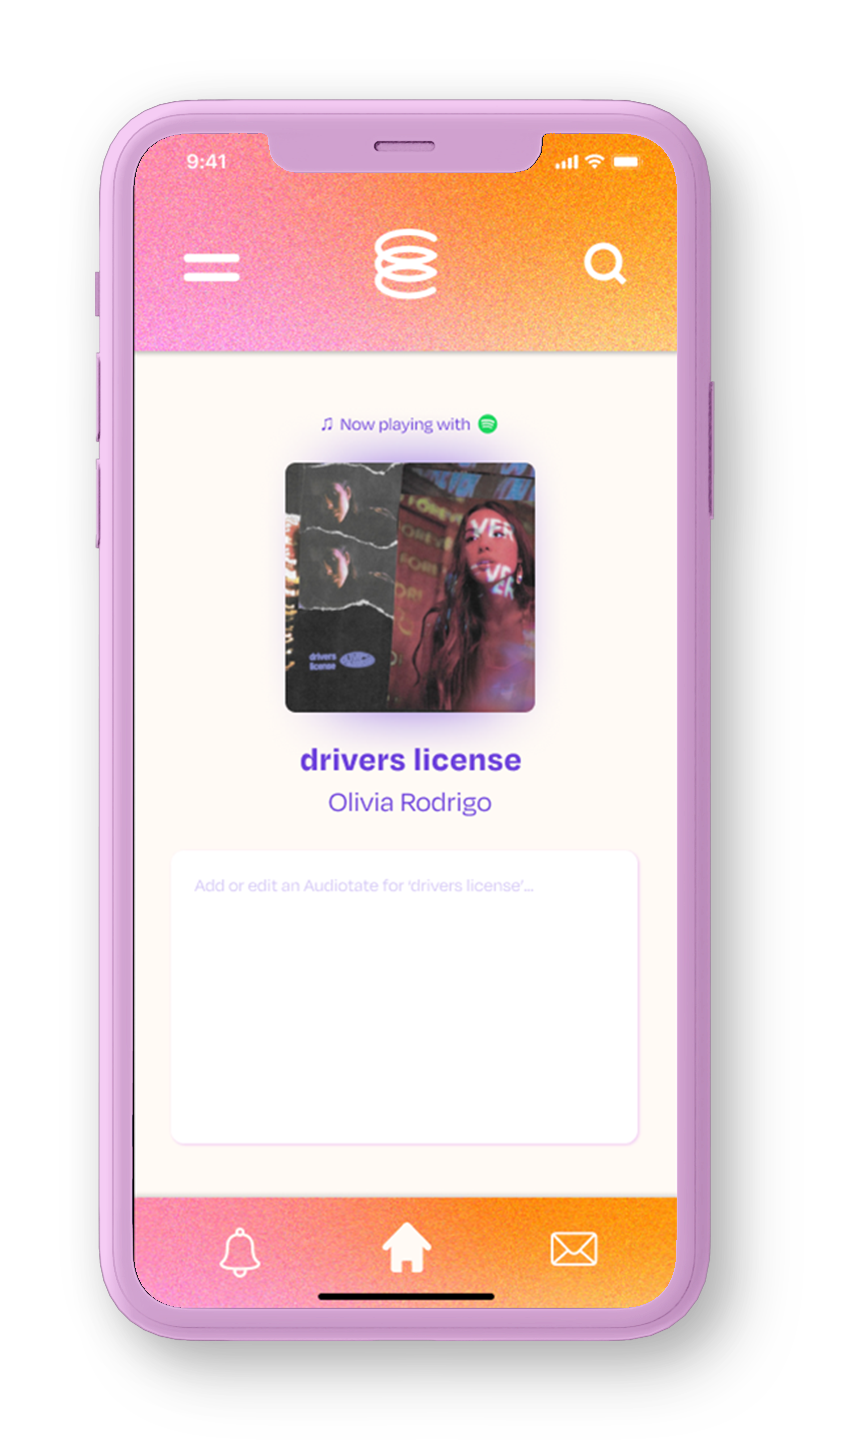 9:41
♫ Now playing with
VER
drivers
license
drivers license
Olivia Rodrigo
Add or edit an Audiotate for ‘drivers license’...